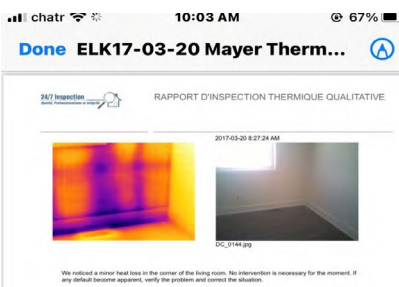 chatr 10:03 AM 67%
Done ELK17-03-20 Mayer Therm...
24/7 Inspection
RAPPORT D'INSPECTION THERMIQUE QUALITATIVE
2017-03-20 8:27:24 AM
DC_0144.jpg
We noticed a minor heat loss in the corner of the living room. No intervention is necessary for the moment. If
any default become apparent, verify the problem and correct the situation.